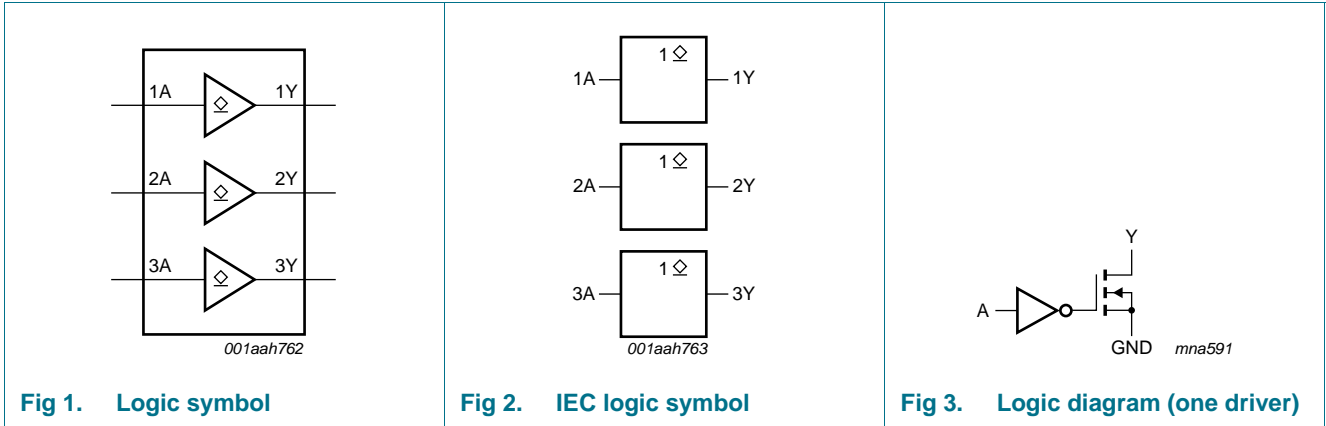 1A 1Y
2A 2Y
3A 3Y
001aah762
Fig 1. Logic symbol
1
1A 1Y
1
2A 2Y
1
3A 3Y
001aah763
Fig 2. IEC logic symbol
Y
A
GND mna591
Fig 3. Logic diagram (one driver)